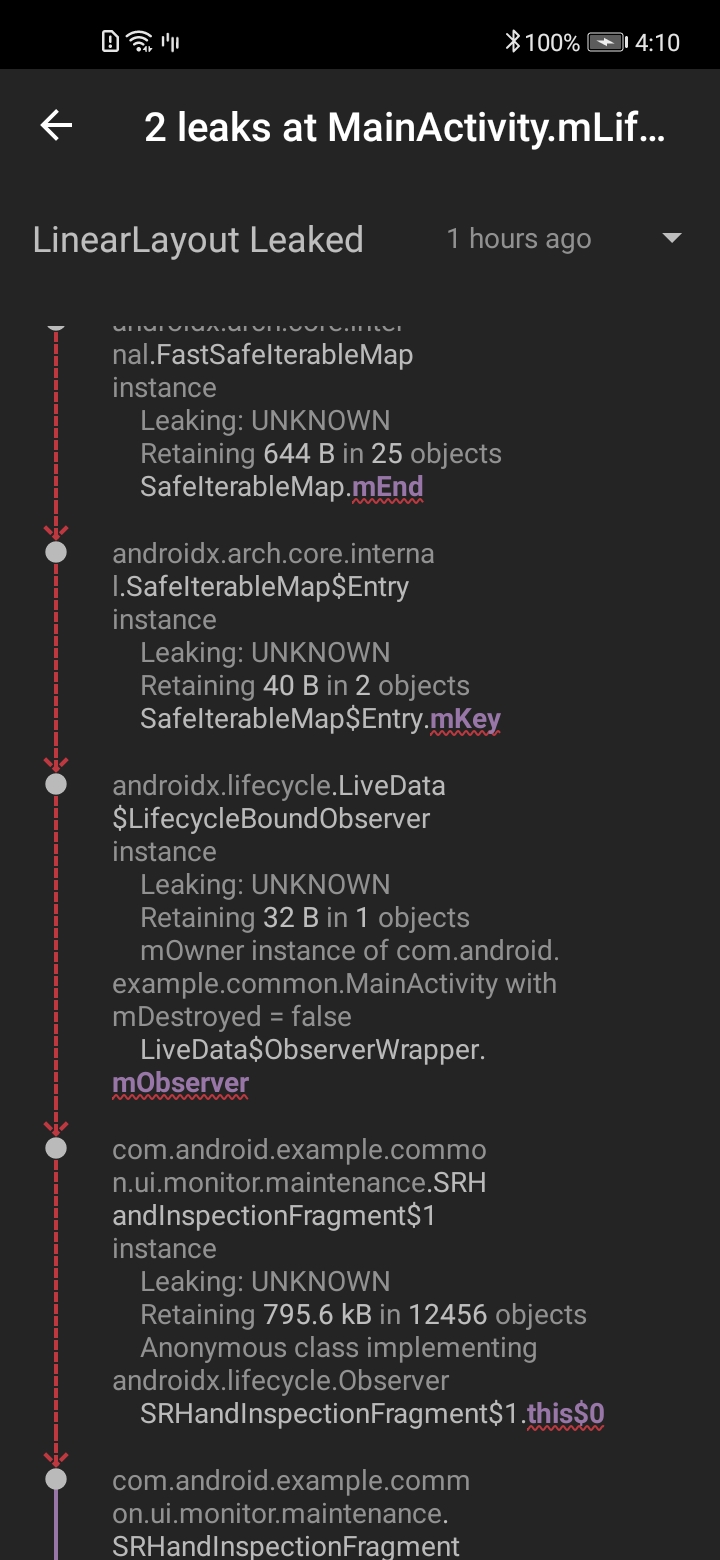 100% 4:10
2 leaks at MainActivity.mLif...
LinearLayout Leaked 1 hours ago
androidx.arch.core.inter
nal.FastSafeIterableMap
instance
Leaking: UNKNOWN
Retaining 644 B in 25 objects
SafeIterableMap.mEnd
androidx.arch.core.interna
l.SafeIterableMap$Entry
instance
Leaking: UNKNOWN
Retaining 40 B in 2 objects
SafeIterableMap$Entry.mKey
androidx.lifecycle.LiveData
$LifecycleBoundObserver
instance
Leaking: UNKNOWN
Retaining 32 B in 1 objects
mOwner instance of com.android.
example.common.MainActivity with
mDestroyed = false
LiveData$ObserverWrapper.
mObserver
com.android.example.commo
n.ui.monitor.maintenance.SRH
andInspectionFragment$1
instance
Leaking: UNKNOWN
Retaining 795.6 kB in 12456 objects
Anonymous class implementing
androidx.lifecycle.Observer
SRHandInspectionFragment$1.this$0
com.android.example.comm
on.ui.monitor.maintenance.
SRHandInspectionFragment